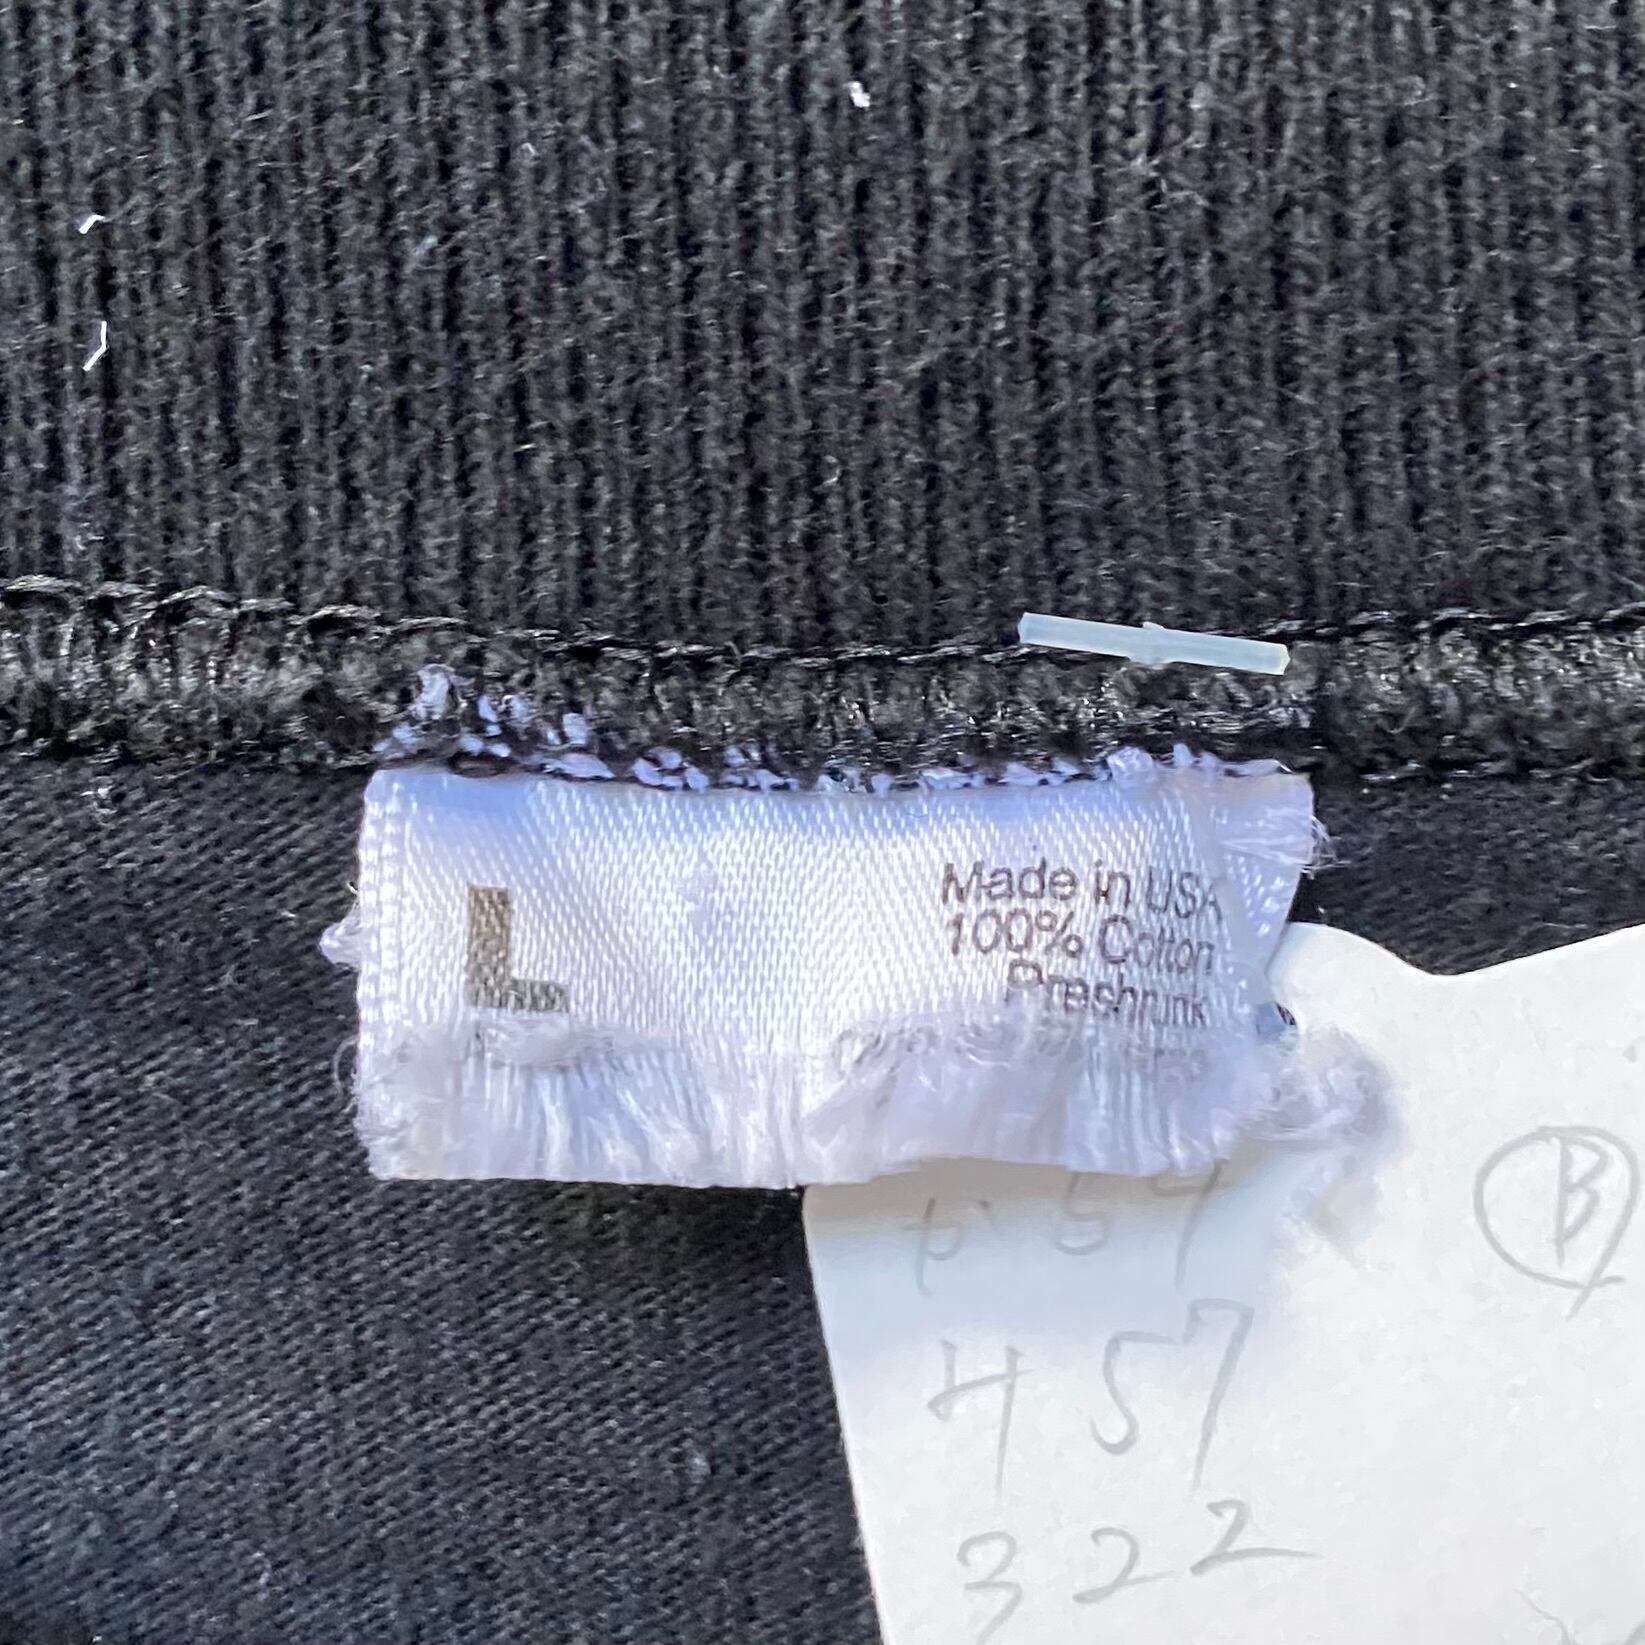 L
Made in USA
100% Cotton
Preshrunk
B
457
322